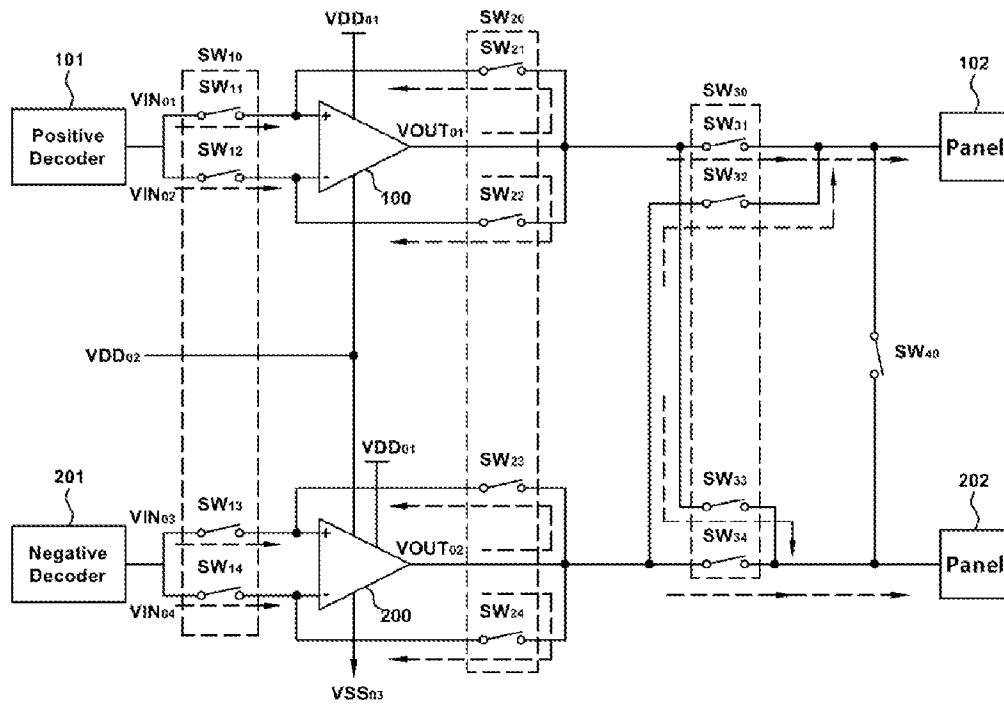 VDD01
SW20
101
SW10
SW21
102
VIN01
SW11
SW30
Positive
Decoder
+
VOUT01
SW31
Panel
SW12
SW32
VIN02
-
100
SW22
VDD02
SW40
VDD01
201
SW23
SW33
202
VIN03
SW13
Negative
Decoder
+
VOUT02
SW34
Panel
SW14
VIN04
-
200
SW24
VSS03